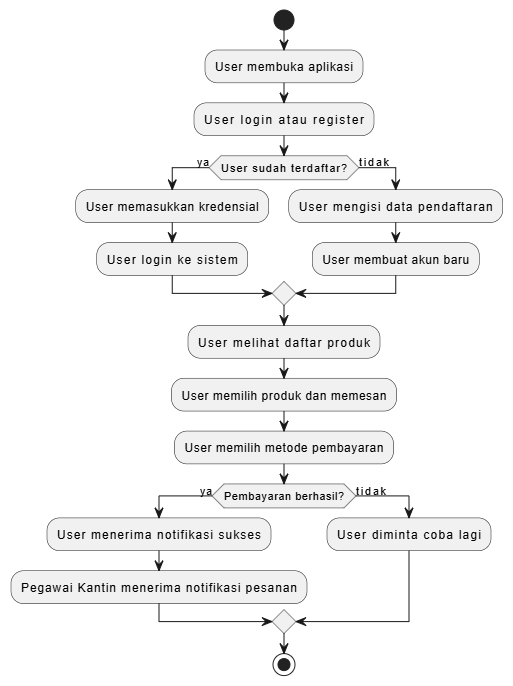 User membuka aplikasi
User login atau register
User sudah terdaftar?
ya
tidak
User memasukkan kredensial
User mengisi data pendaftaran
User login ke sistem
User membuat akun baru
User melihat daftar produk
User memilih produk dan memesan
User memilih metode pembayaran
Pembayaran berhasil?
ya
tidak
User menerima notifikasi sukses
User diminta coba lagi
Pegawai Kantin menerima notifikasi pesanan